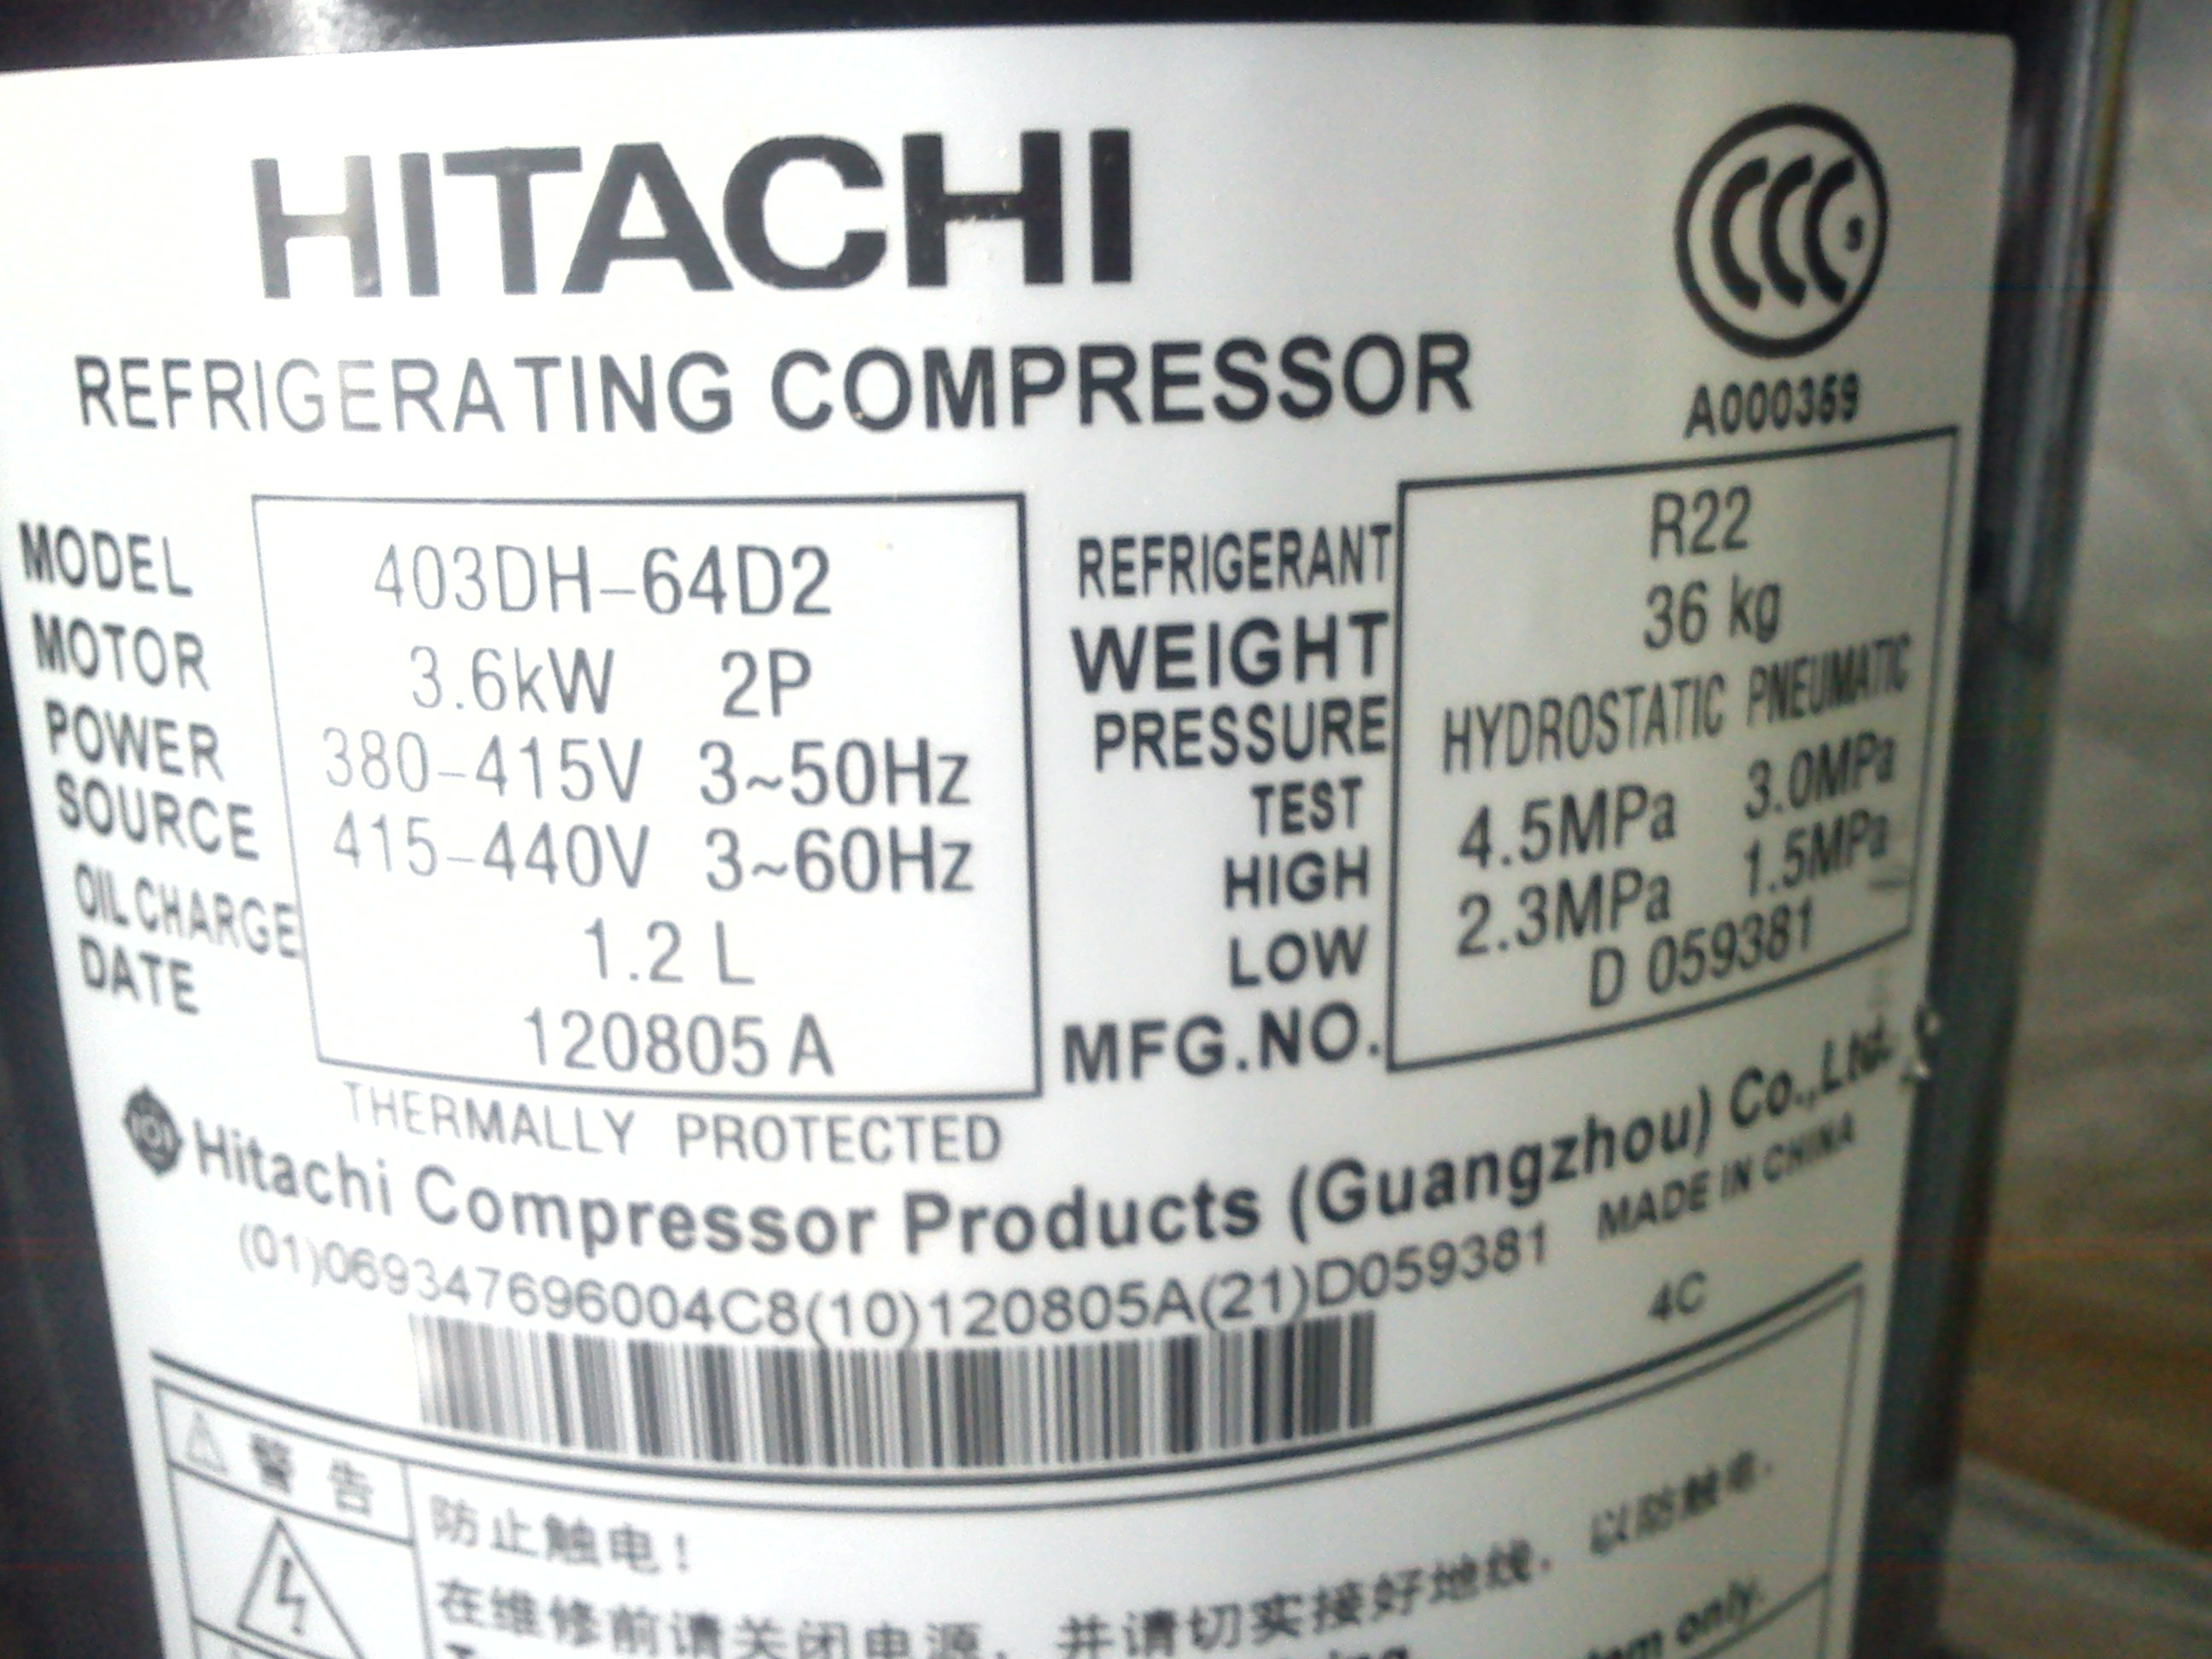 HITACHI
REFRIGERATING COMPRESSOR
A000359
MODEL 403DH-64D2
MOTOR 3.6kW 2P
POWER SOURCE 380-415V 3~50Hz
415-440V 3~60Hz
OIL CHARGE 1.2 L
DATE 120805 A
REFRIGERANT R22
WEIGHT 36 kg
PRESSURE HYDROSTATIC PNEUMATIC
TEST
HIGH 4.5MPa 3.0MPa
LOW 2.3MPa 1.5MPa
MFG.NO. D 059381
THERMALLY PROTECTED
Hitachi Compressor Products (Guangzhou) Co.,Ltd.
MADE IN CHINA
(01)069347696004C8(10)120805A(21)D059381
4C
警告
防止触电!
在维修前请关闭电源，并请切实接好地线，以防触电.
only.